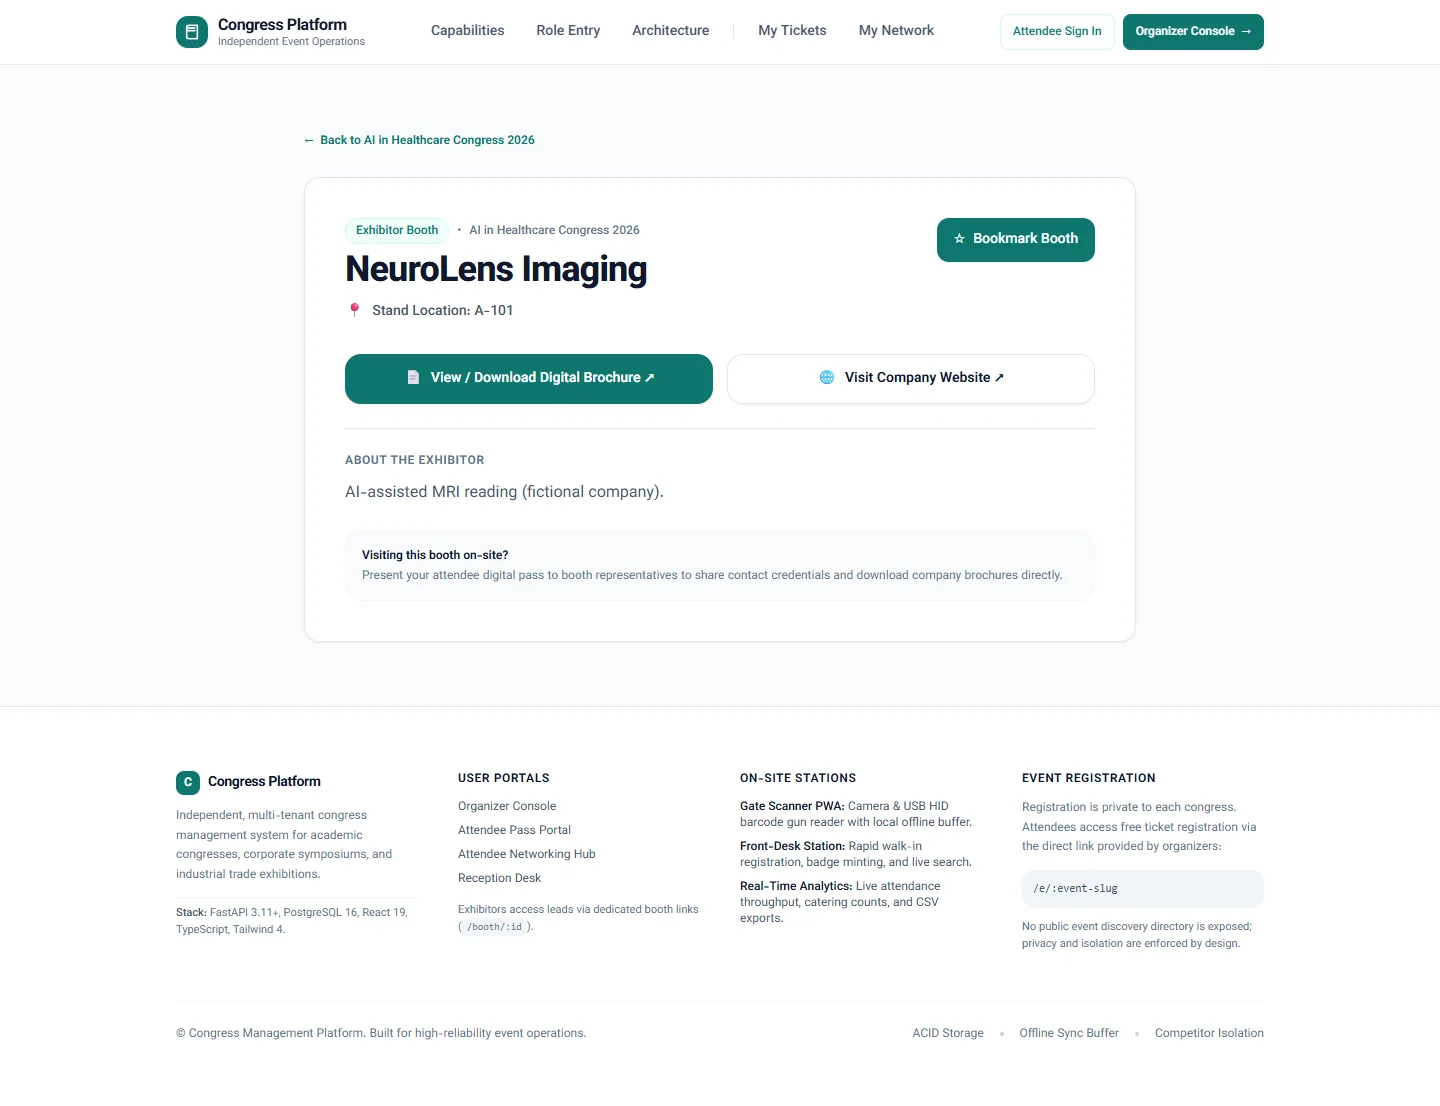 Congress Platform
Independent Event Operations
Capabilities
Role Entry
Architecture
My Tickets
My Network
Attendee Sign In
Organizer Console →
← Back to AI in Healthcare Congress 2026
Exhibitor Booth • AI in Healthcare Congress 2026
☆ Bookmark Booth
NeuroLens Imaging
Stand Location: A-101
View / Download Digital Brochure ↗
Visit Company Website ↗
ABOUT THE EXHIBITOR
AI-assisted MRI reading (fictional company).
Visiting this booth on-site?
Present your attendee digital pass to booth representatives to share contact credentials and download company brochures directly.
C Congress Platform
Independent, multi-tenant congress
management system for academic
congresses, corporate symposiums, and
industrial trade exhibitions.
Stack: FastAPI 3.11+, PostgreSQL 16, React 19,
TypeScript, Tailwind 4.
USER PORTALS
Organizer Console
Attendee Pass Portal
Attendee Networking Hub
Reception Desk
Exhibitors access leads via dedicated booth links
( /booth/:id ).
ON-SITE STATIONS
Gate Scanner PWA: Camera & USB HID
barcode gun reader with local offline buffer.
Front-Desk Station: Rapid walk-in
registration, badge minting, and live search.
Real-Time Analytics: Live attendance
throughput, catering counts, and CSV
exports.
EVENT REGISTRATION
Registration is private to each congress.
Attendees access free ticket registration via
the direct link provided by organizers:
/e/:event-slug
No public event discovery directory is exposed;
privacy and isolation are enforced by design.
© Congress Management Platform. Built for high-reliability event operations.
ACID Storage • Offline Sync Buffer • Competitor Isolation